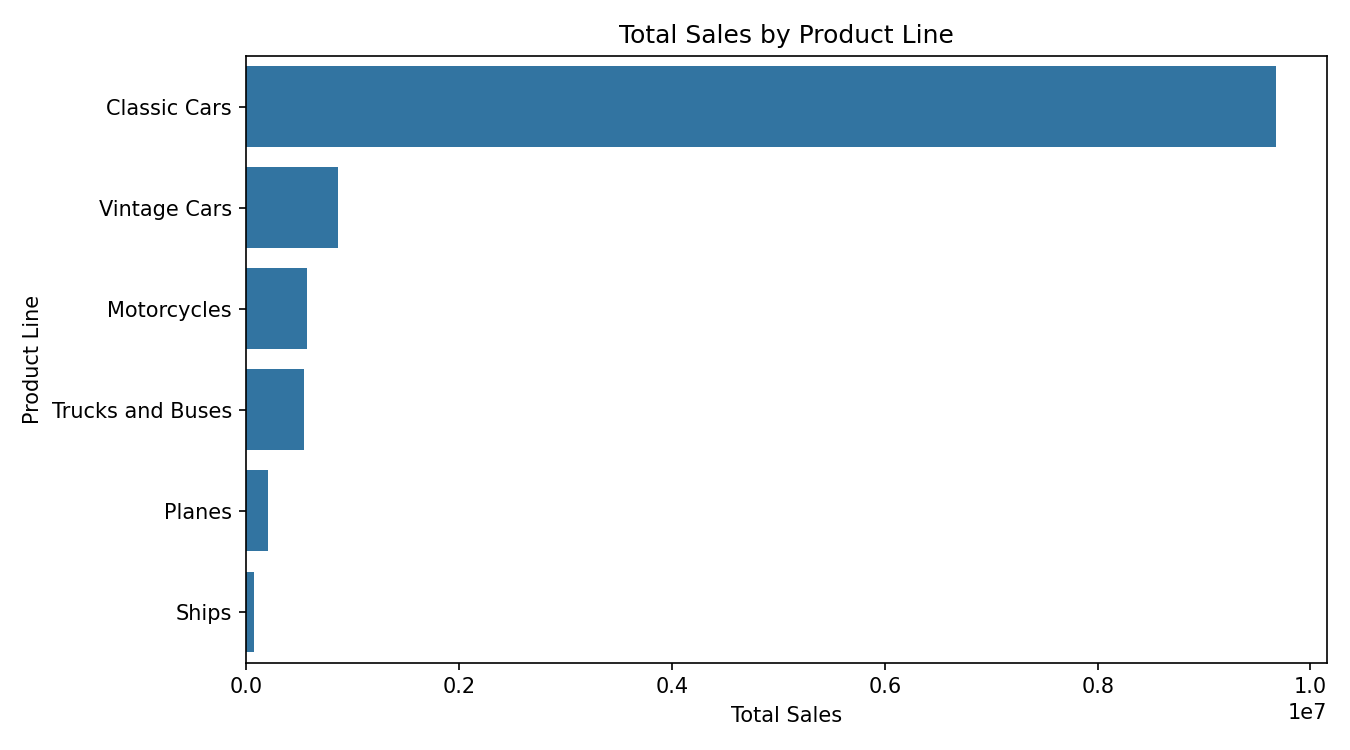 Total Sales by Product Line
Product Line
Classic Cars
Vintage Cars
Motorcycles
Trucks and Buses
Planes
Ships
0.0 0.2 0.4 0.6 0.8 1.0
1e7
Total Sales